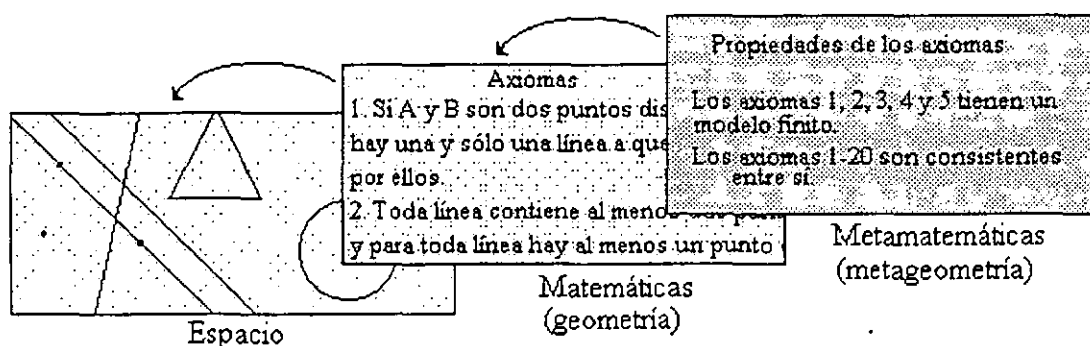 Propiedades de los axiomas
Los axiomas 1, 2, 3, 4 y 5 tienen un
modelo finito.
Los axiomas 1-20 son consistentes
entre sí.
Axiomas
1. Si A y B son dos puntos dis
hay una y sólo una línea a que
por ellos.
2. Toda línea contiene al menos
y para toda línea hay al menos un punto
Espacio
Matemáticas
(geometría)
Metamatemáticas
(metageometría)